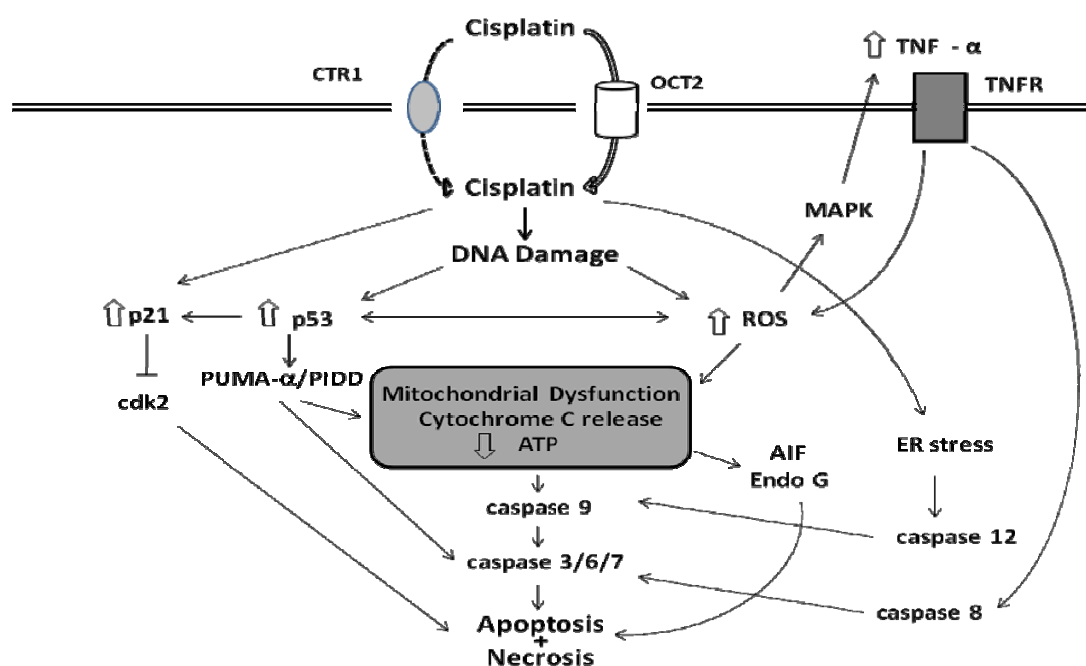 Cisplatin
TNF - α
CTR1
OCT2
TNFR
Cisplatin
MAPK
DNA Damage
p21
p53
ROS
PUMA-α/PIDD
cdk2
Mitochondrial Dysfunction
Cytochrome C release
ATP
AIF
Endo G
ER stress
caspase 9
caspase 12
caspase 3/6/7
caspase 8
Apoptosis
+
Necrosis